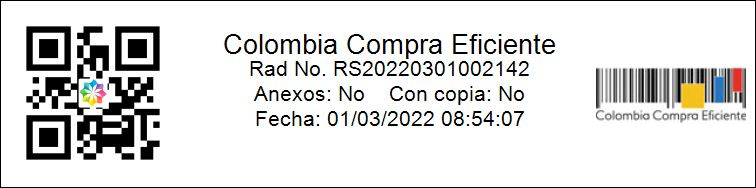 Colombia Compra Eficiente
Rad No. RS20220301002142
Anexos: No    Con copia: No
Fecha: 01/03/2022 08:54:07
Colombia Compra Eficiente